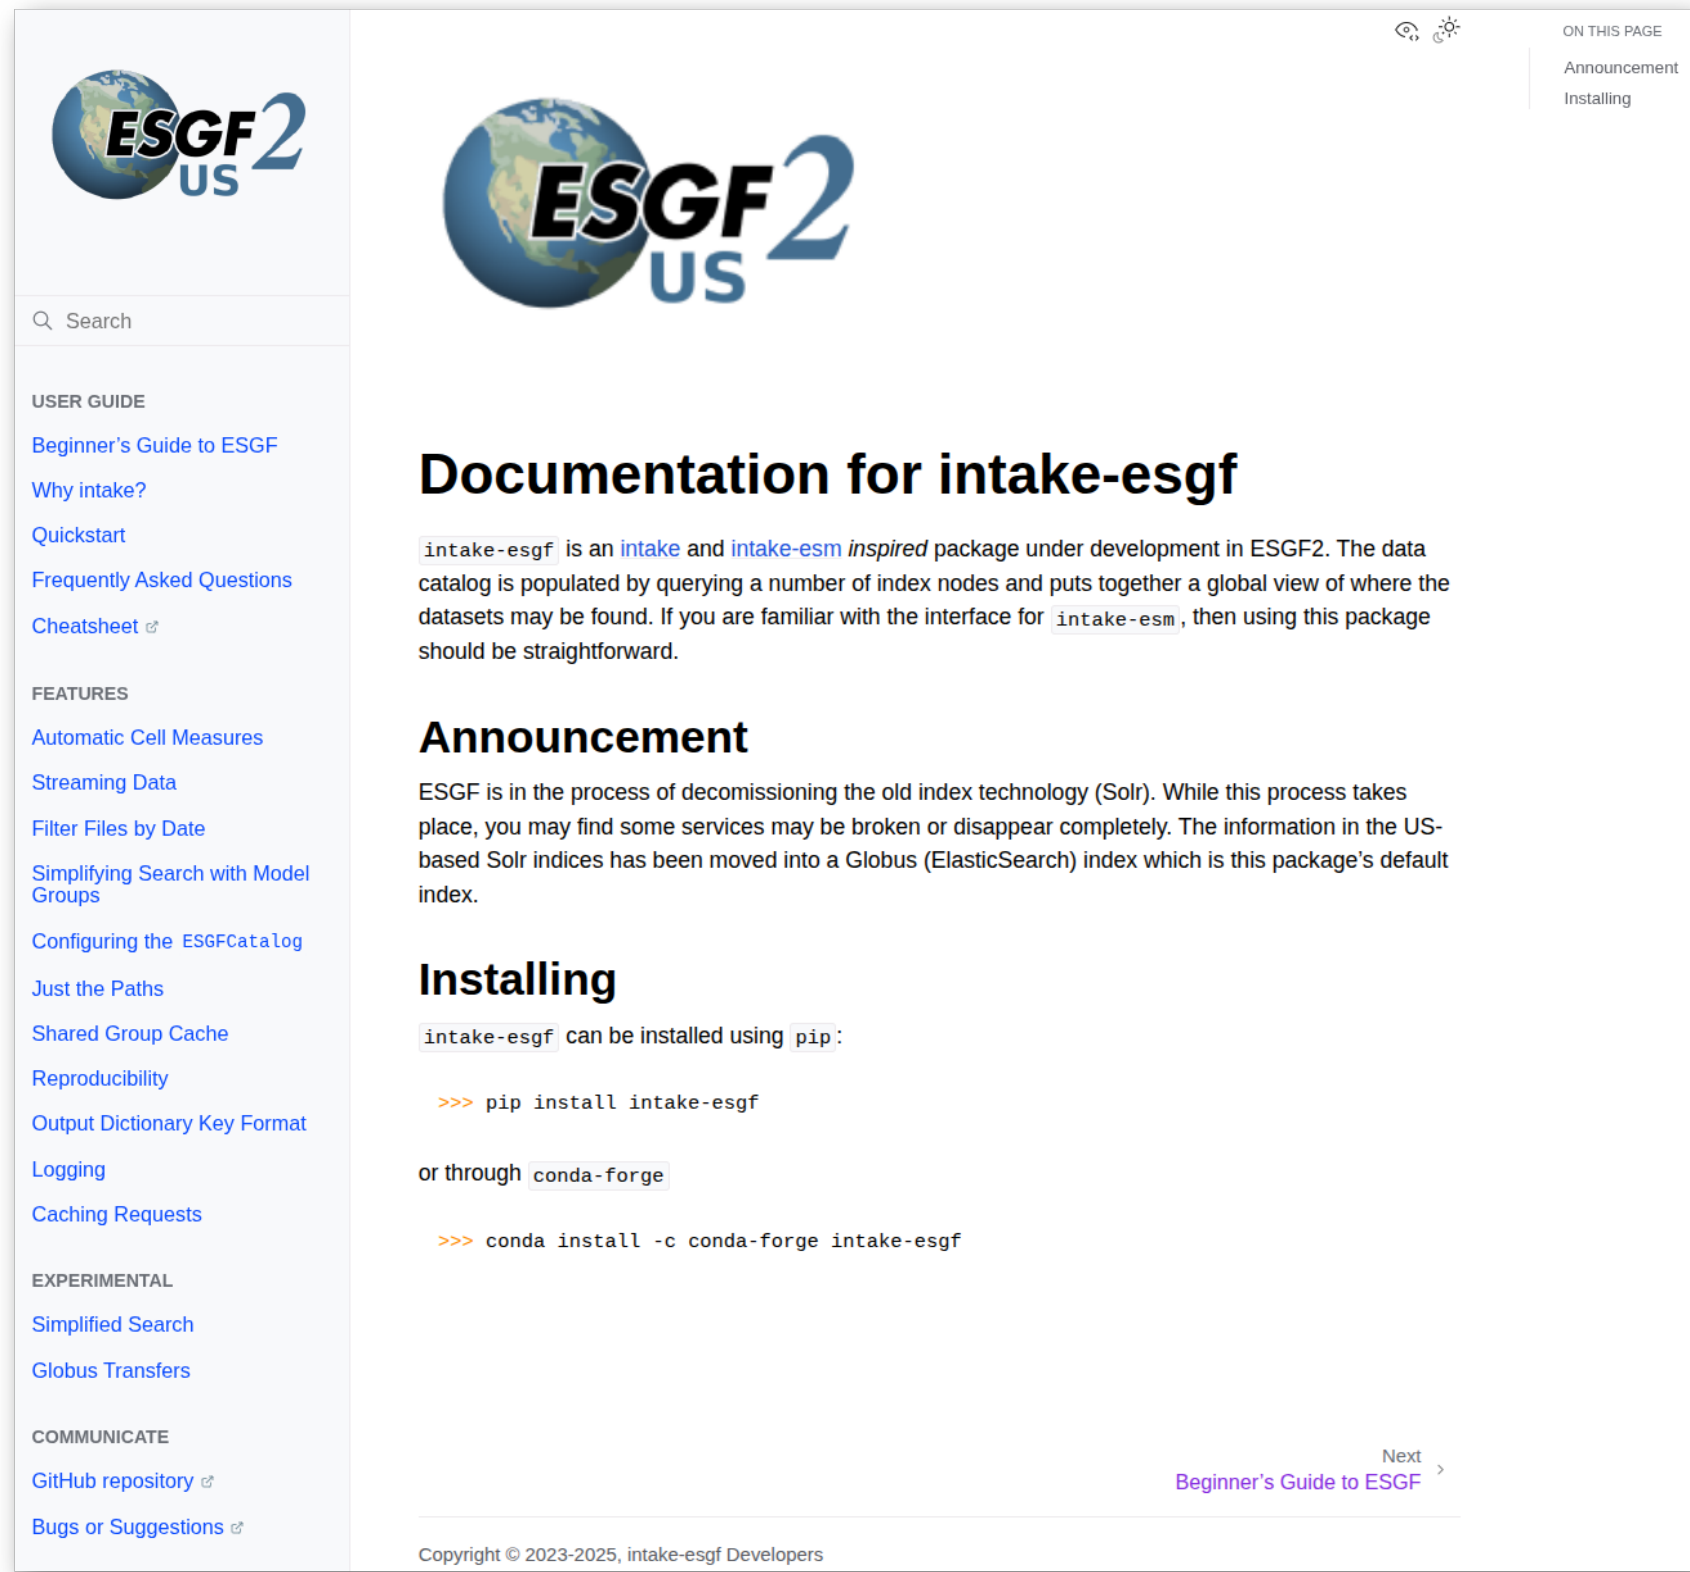 ESGF 2
US
Search
USER GUIDE
Beginner’s Guide to ESGF
Why intake?
Quickstart
Frequently Asked Questions
Cheatsheet
FEATURES
Automatic Cell Measures
Streaming Data
Filter Files by Date
Simplifying Search with Model
Groups
Configuring the ESGFCatalog
Just the Paths
Shared Group Cache
Reproducibility
Output Dictionary Key Format
Logging
Caching Requests
EXPERIMENTAL
Simplified Search
Globus Transfers
COMMUNICATE
GitHub repository
Bugs or Suggestions
ESGF 2
US
Documentation for intake-esgf
intake-esgf is an intake and intake-esm inspired package under development in ESGF2. The data
catalog is populated by querying a number of index nodes and puts together a global view of where the
datasets may be found. If you are familiar with the interface for intake-esm, then using this package
should be straightforward.
Announcement
ESGF is in the process of decomissioning the old index technology (Solr). While this process takes
place, you may find some services may be broken or disappear completely. The information in the US-
based Solr indices has been moved into a Globus (ElasticSearch) index which is this package’s default
index.
Installing
intake-esgf can be installed using pip:
>>> pip install intake-esgf
or through conda-forge
>>> conda install -c conda-forge intake-esgf
Next
Beginner’s Guide to ESGF
Copyright © 2023-2025, intake-esgf Developers
ON THIS PAGE
Announcement
Installing